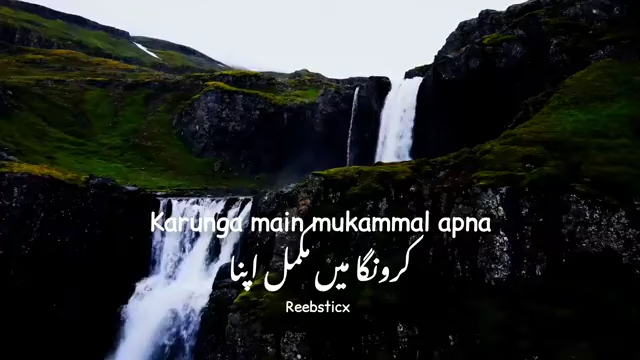 Karunga main mukammal apna
کرونگا میں مکمل اپنا
Reebsticx